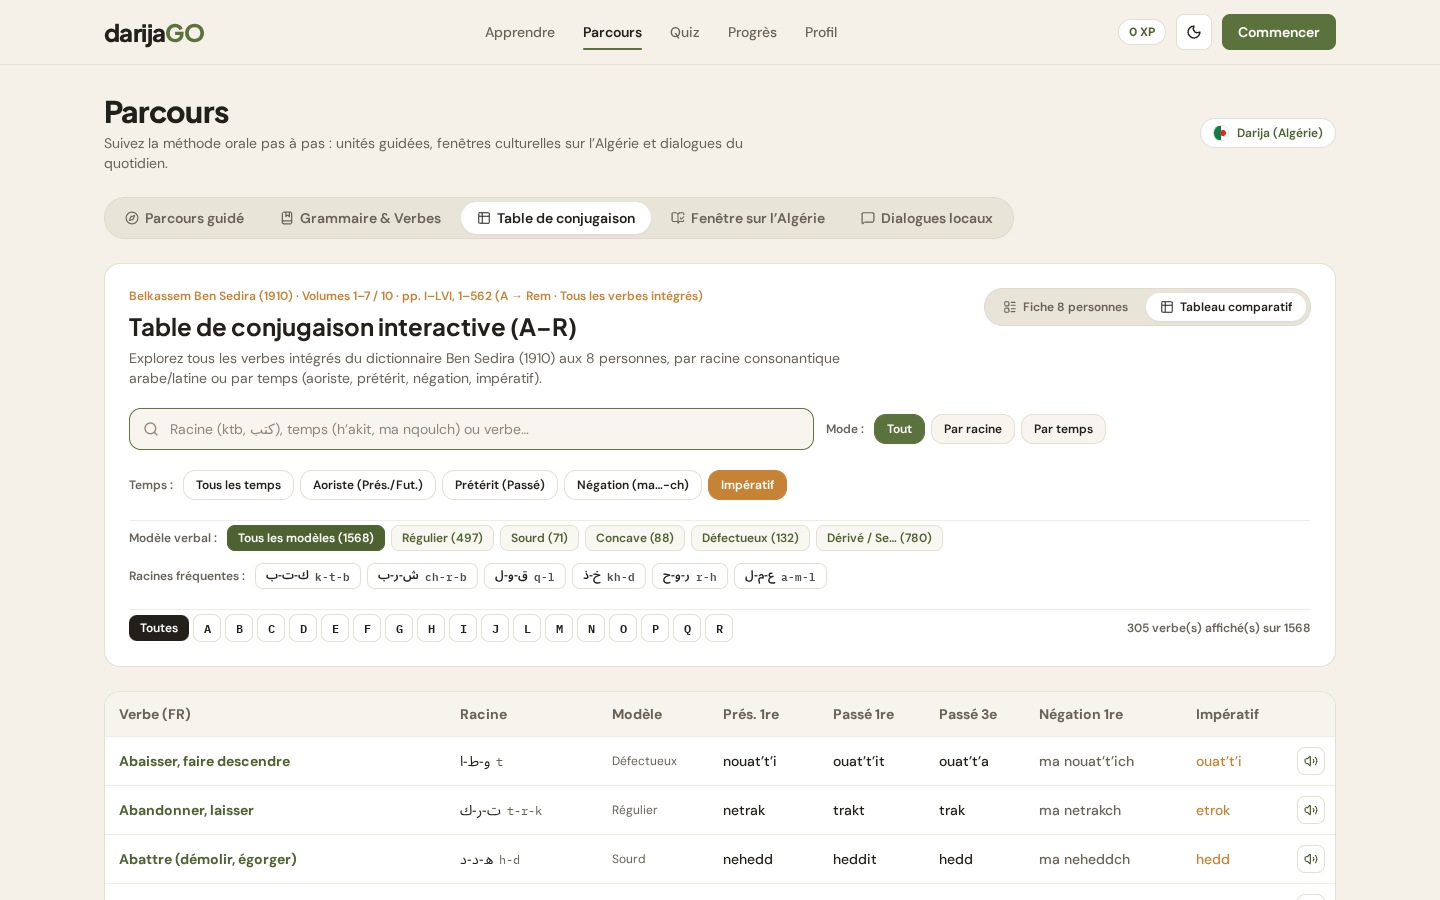 darijaGO
Apprendre
Parcours
Quiz
Progrès
Profil
0 XP
Commencer
Parcours
Suivez la méthode orale pas à pas : unités guidées, fenêtres culturelles sur l’Algérie et dialogues du
quotidien.
Darija (Algérie)
Parcours guidé
Grammaire & Verbes
Table de conjugaison
Fenêtre sur l’Algérie
Dialogues locaux
Belkassem Ben Sedira (1910) · Volumes 1–7 / 10 · pp. I–LVI, 1–562 (A → Rem · Tous les verbes intégrés)
Fiche 8 personnes
Tableau comparatif
Table de conjugaison interactive (A–R)
Explorez tous les verbes intégrés du dictionnaire Ben Sedira (1910) aux 8 personnes, par racine consonantique
arabe/latine ou par temps (aoriste, prétérit, négation, impératif).
Racine (ktb, كتب), temps (h’akit, ma nqoulch) ou verbe…
Mode : Tout Par racine Par temps
Temps : Tous les temps Aoriste (Prés./Fut.) Prétérit (Passé) Négation (ma…-ch) Impératif
Modèle verbal : Tous les modèles (1568) Régulier (497) Sourd (71) Concave (88) Défectueux (132) Dérivé / Se… (780)
Racines fréquentes : ك-ت-ب k-t-b ش-ر-ب ch-r-b ق-و-ل q-l خ-ذ kh-d ر-و-ح r-h ع-م-ل a-m-l
Toutes A B C D E F G H I J L M N O P Q R
305 verbe(s) affiché(s) sur 1568
Verbe (FR) Racine Modèle Prés. 1re Passé 1re Passé 3e Négation 1re Impératif
Abaisser, faire descendre و-ط-ا t Défectueux nouat’t’i ouat’t’it ouat’t’a ma nouat’t’ich ouat’t’i
Abandonner, laisser ت-ر-ك t-r-k Régulier netrak trakt trak ma netrakch etrok
Abattre (démolir, égorger) ه-د-د h-d Sourd nehedd heddit hedd ma neheddch hedd